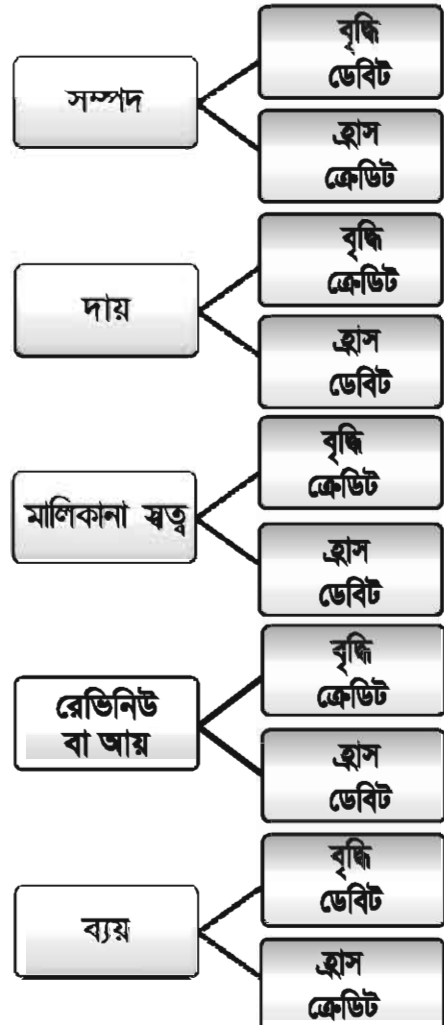 সম্পদ
বৃদ্ধি
ডেবিট
হ্রাস
ক্রেডিট
দায়
বৃদ্ধি
ক্রেডিট
হ্রাস
ডেবিট
মালিকানা স্বত্ব
বৃদ্ধি
ক্রেডিট
হ্রাস
ডেবিট
রেভিনিউ
বা আয়
বৃদ্ধি
ক্রেডিট
হ্রাস
ডেবিট
ব্যয়
বৃদ্ধি
ডেবিট
হ্রাস
ক্রেডিট